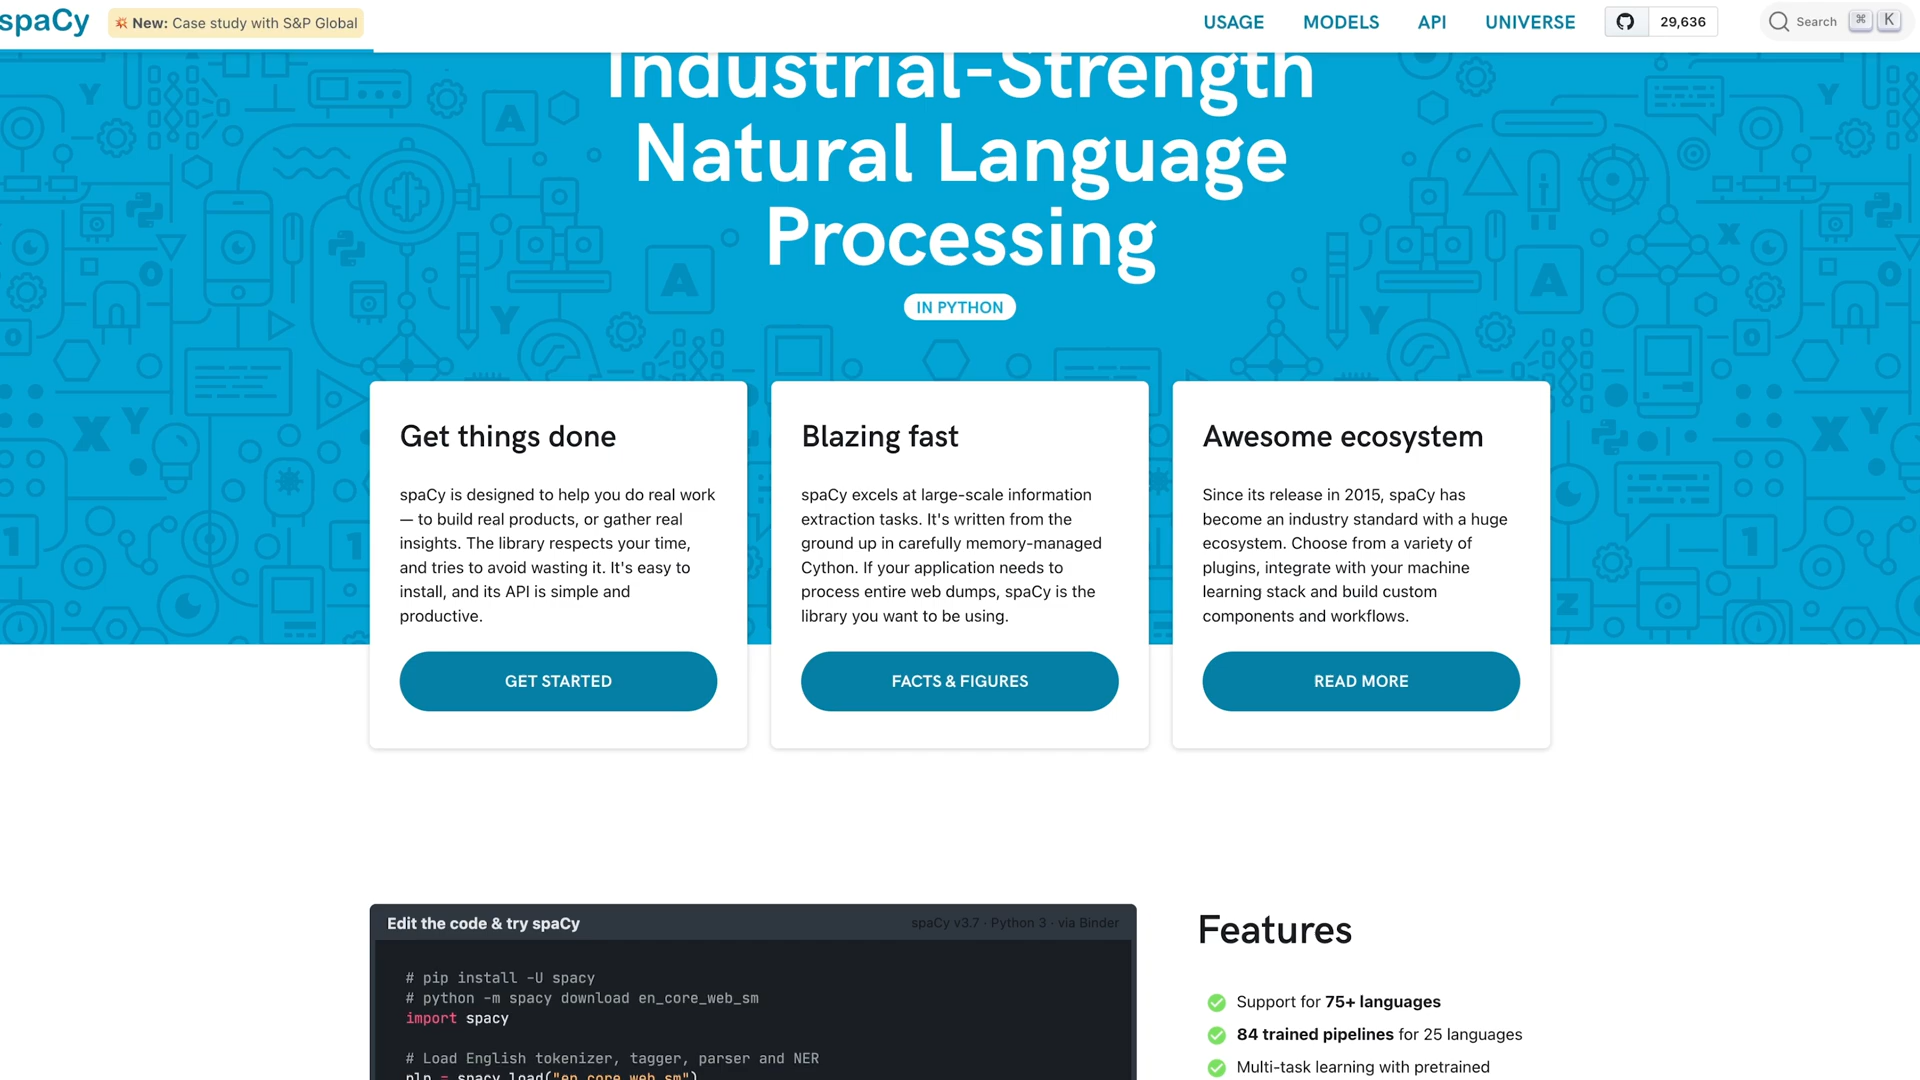 spaCy
New: Case study with S&P Global
USAGE
MODELS
API
UNIVERSE
29,636
Search
⌘ K
Industrial-Strength
Natural Language
Processing
IN PYTHON
Get things done
spaCy is designed to help you do real work
— to build real products, or gather real
insights. The library respects your time,
and tries to avoid wasting it. It's easy to
install, and its API is simple and
productive.
GET STARTED
Blazing fast
spaCy excels at large-scale information
extraction tasks. It's written from the
ground up in carefully memory-managed
Cython. If your application needs to
process entire web dumps, spaCy is the
library you want to be using.
FACTS & FIGURES
Awesome ecosystem
Since its release in 2015, spaCy has
become an industry standard with a huge
ecosystem. Choose from a variety of
plugins, integrate with your machine
learning stack and build custom
components and workflows.
READ MORE
Edit the code & try spaCy
spaCy v3.7 · Python 3 · via Binder
# pip install -U spacy
# python -m spacy download en_core_web_sm
import spacy
# Load English tokenizer, tagger, parser and NER
nlp = spacy.load("en_core_web_sm")
Features
Support for 75+ languages
84 trained pipelines for 25 languages
Multi-task learning with pretrained